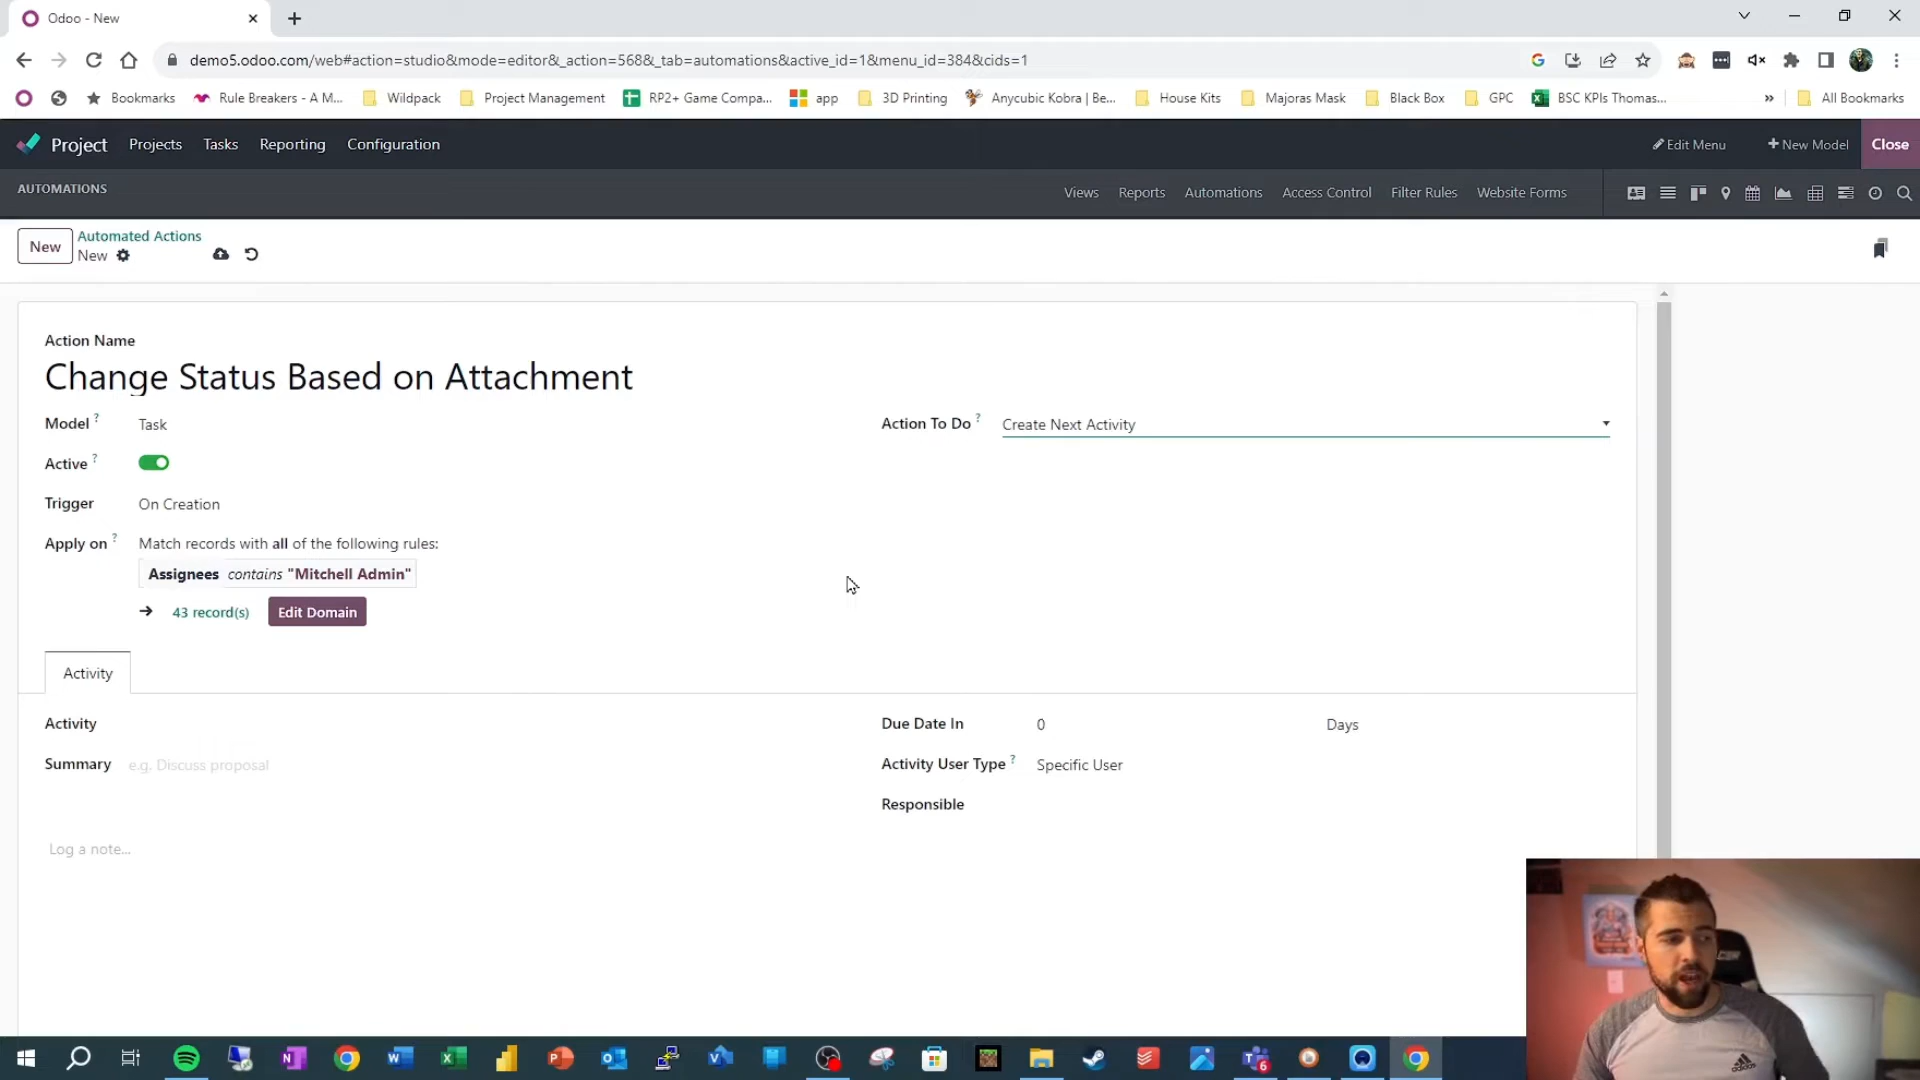 Odoo - New
demo5.odoo.com/web#action=studio&mode=editor&_action=568&_tab=automations&active_id=1&menu_id=384&cids=1
Bookmarks
Rule Breakers - A M...
Wildpack
Project Management
RP2+ Game Compa...
app
3D Printing
Anycubic Kobra | Be...
House Kits
Majoras Mask
Black Box
GPC
BSC KPIs Thomas...
»
All Bookmarks
Project
Projects
Tasks
Reporting
Configuration
Edit Menu
+ New Model
Close
AUTOMATIONS
Views
Reports
Automations
Access Control
Filter Rules
Website Forms
New
Automated Actions
New
Action Name
Change Status Based on Attachment
Model ?
Task
Action To Do ?
Create Next Activity
Active ?
Trigger
On Creation
Apply on ?
Match records with all of the following rules:
Assignees contains "Mitchell Admin"
43 record(s)
Edit Domain
Activity
Activity
Due Date In
0
Days
Summary
e.g. Discuss proposal
Activity User Type ?
Specific User
Responsible
Log a note...